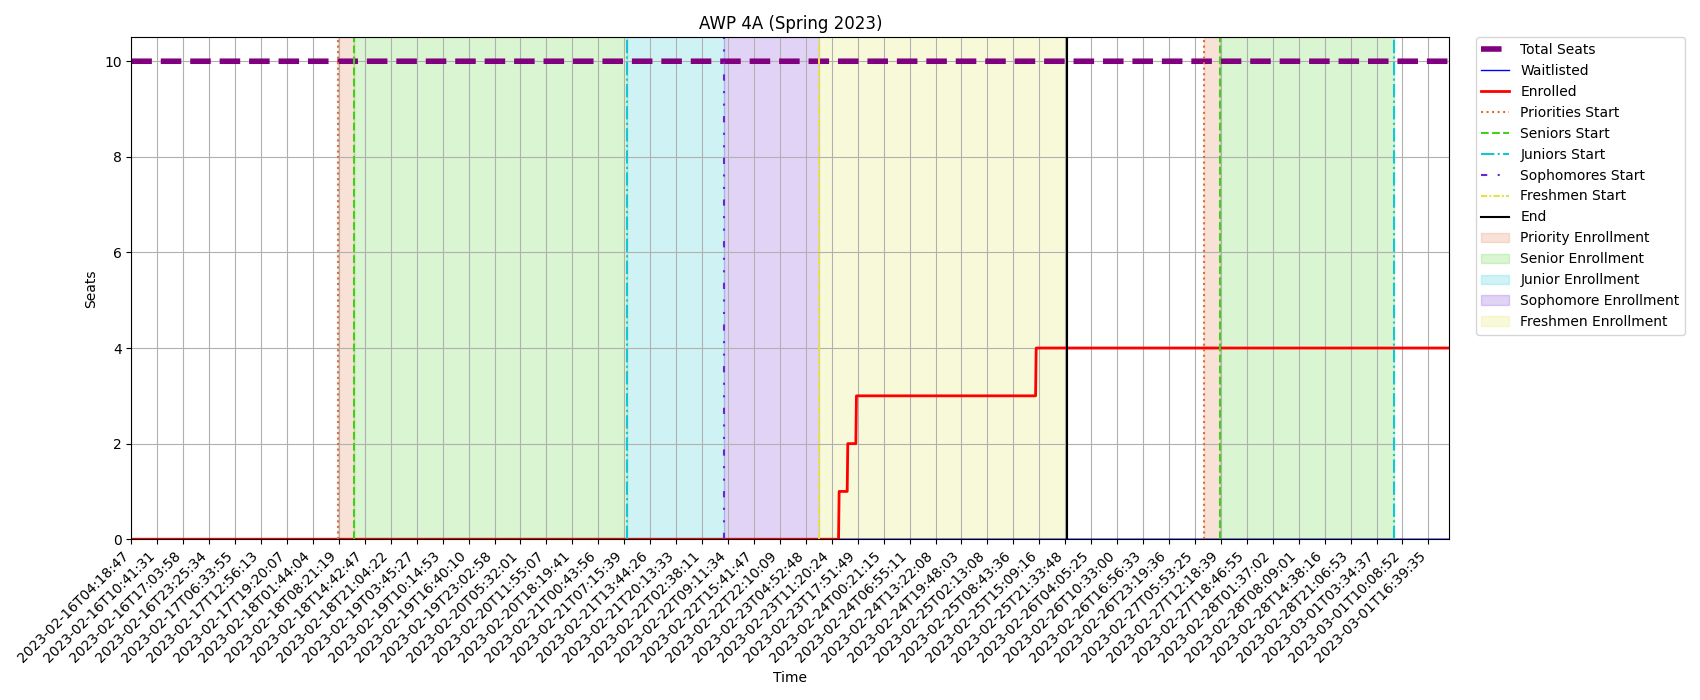 AWP 4A (Spring 2023)
Seats
10
8
6
4
2
0
2023-02-16T04:18:47
2023-02-16T10:41:31
2023-02-16T17:03:58
2023-02-16T23:25:34
2023-02-17T06:33:55
2023-02-17T12:56:13
2023-02-17T19:20:07
2023-02-18T01:44:04
2023-02-18T08:21:19
2023-02-18T14:42:47
2023-02-18T21:04:22
2023-02-19T03:45:27
2023-02-19T10:14:53
2023-02-19T16:40:10
2023-02-19T23:02:58
2023-02-20T05:32:01
2023-02-20T11:55:07
2023-02-20T18:19:41
2023-02-21T00:43:56
2023-02-21T07:15:39
2023-02-21T13:44:26
2023-02-21T20:13:33
2023-02-22T02:38:11
2023-02-22T09:11:34
2023-02-22T15:41:47
2023-02-22T22:10:09
2023-02-23T04:52:48
2023-02-23T11:20:24
2023-02-23T17:51:49
2023-02-24T00:21:15
2023-02-24T06:55:11
2023-02-24T13:22:08
2023-02-24T19:48:03
2023-02-25T02:13:08
2023-02-25T08:43:36
2023-02-25T15:09:16
2023-02-25T21:33:48
2023-02-26T04:05:25
2023-02-26T10:33:00
2023-02-26T16:56:33
2023-02-26T23:19:36
2023-02-27T05:53:25
2023-02-27T12:18:39
2023-02-27T18:46:55
2023-02-28T01:37:02
2023-02-28T08:09:01
2023-02-28T14:38:16
2023-02-28T21:06:53
2023-03-01T03:34:37
2023-03-01T10:08:52
2023-03-01T16:39:35
Time
Total Seats
Waitlisted
Enrolled
Priorities Start
Seniors Start
Juniors Start
Sophomores Start
Freshmen Start
End
Priority Enrollment
Senior Enrollment
Junior Enrollment
Sophomore Enrollment
Freshmen Enrollment